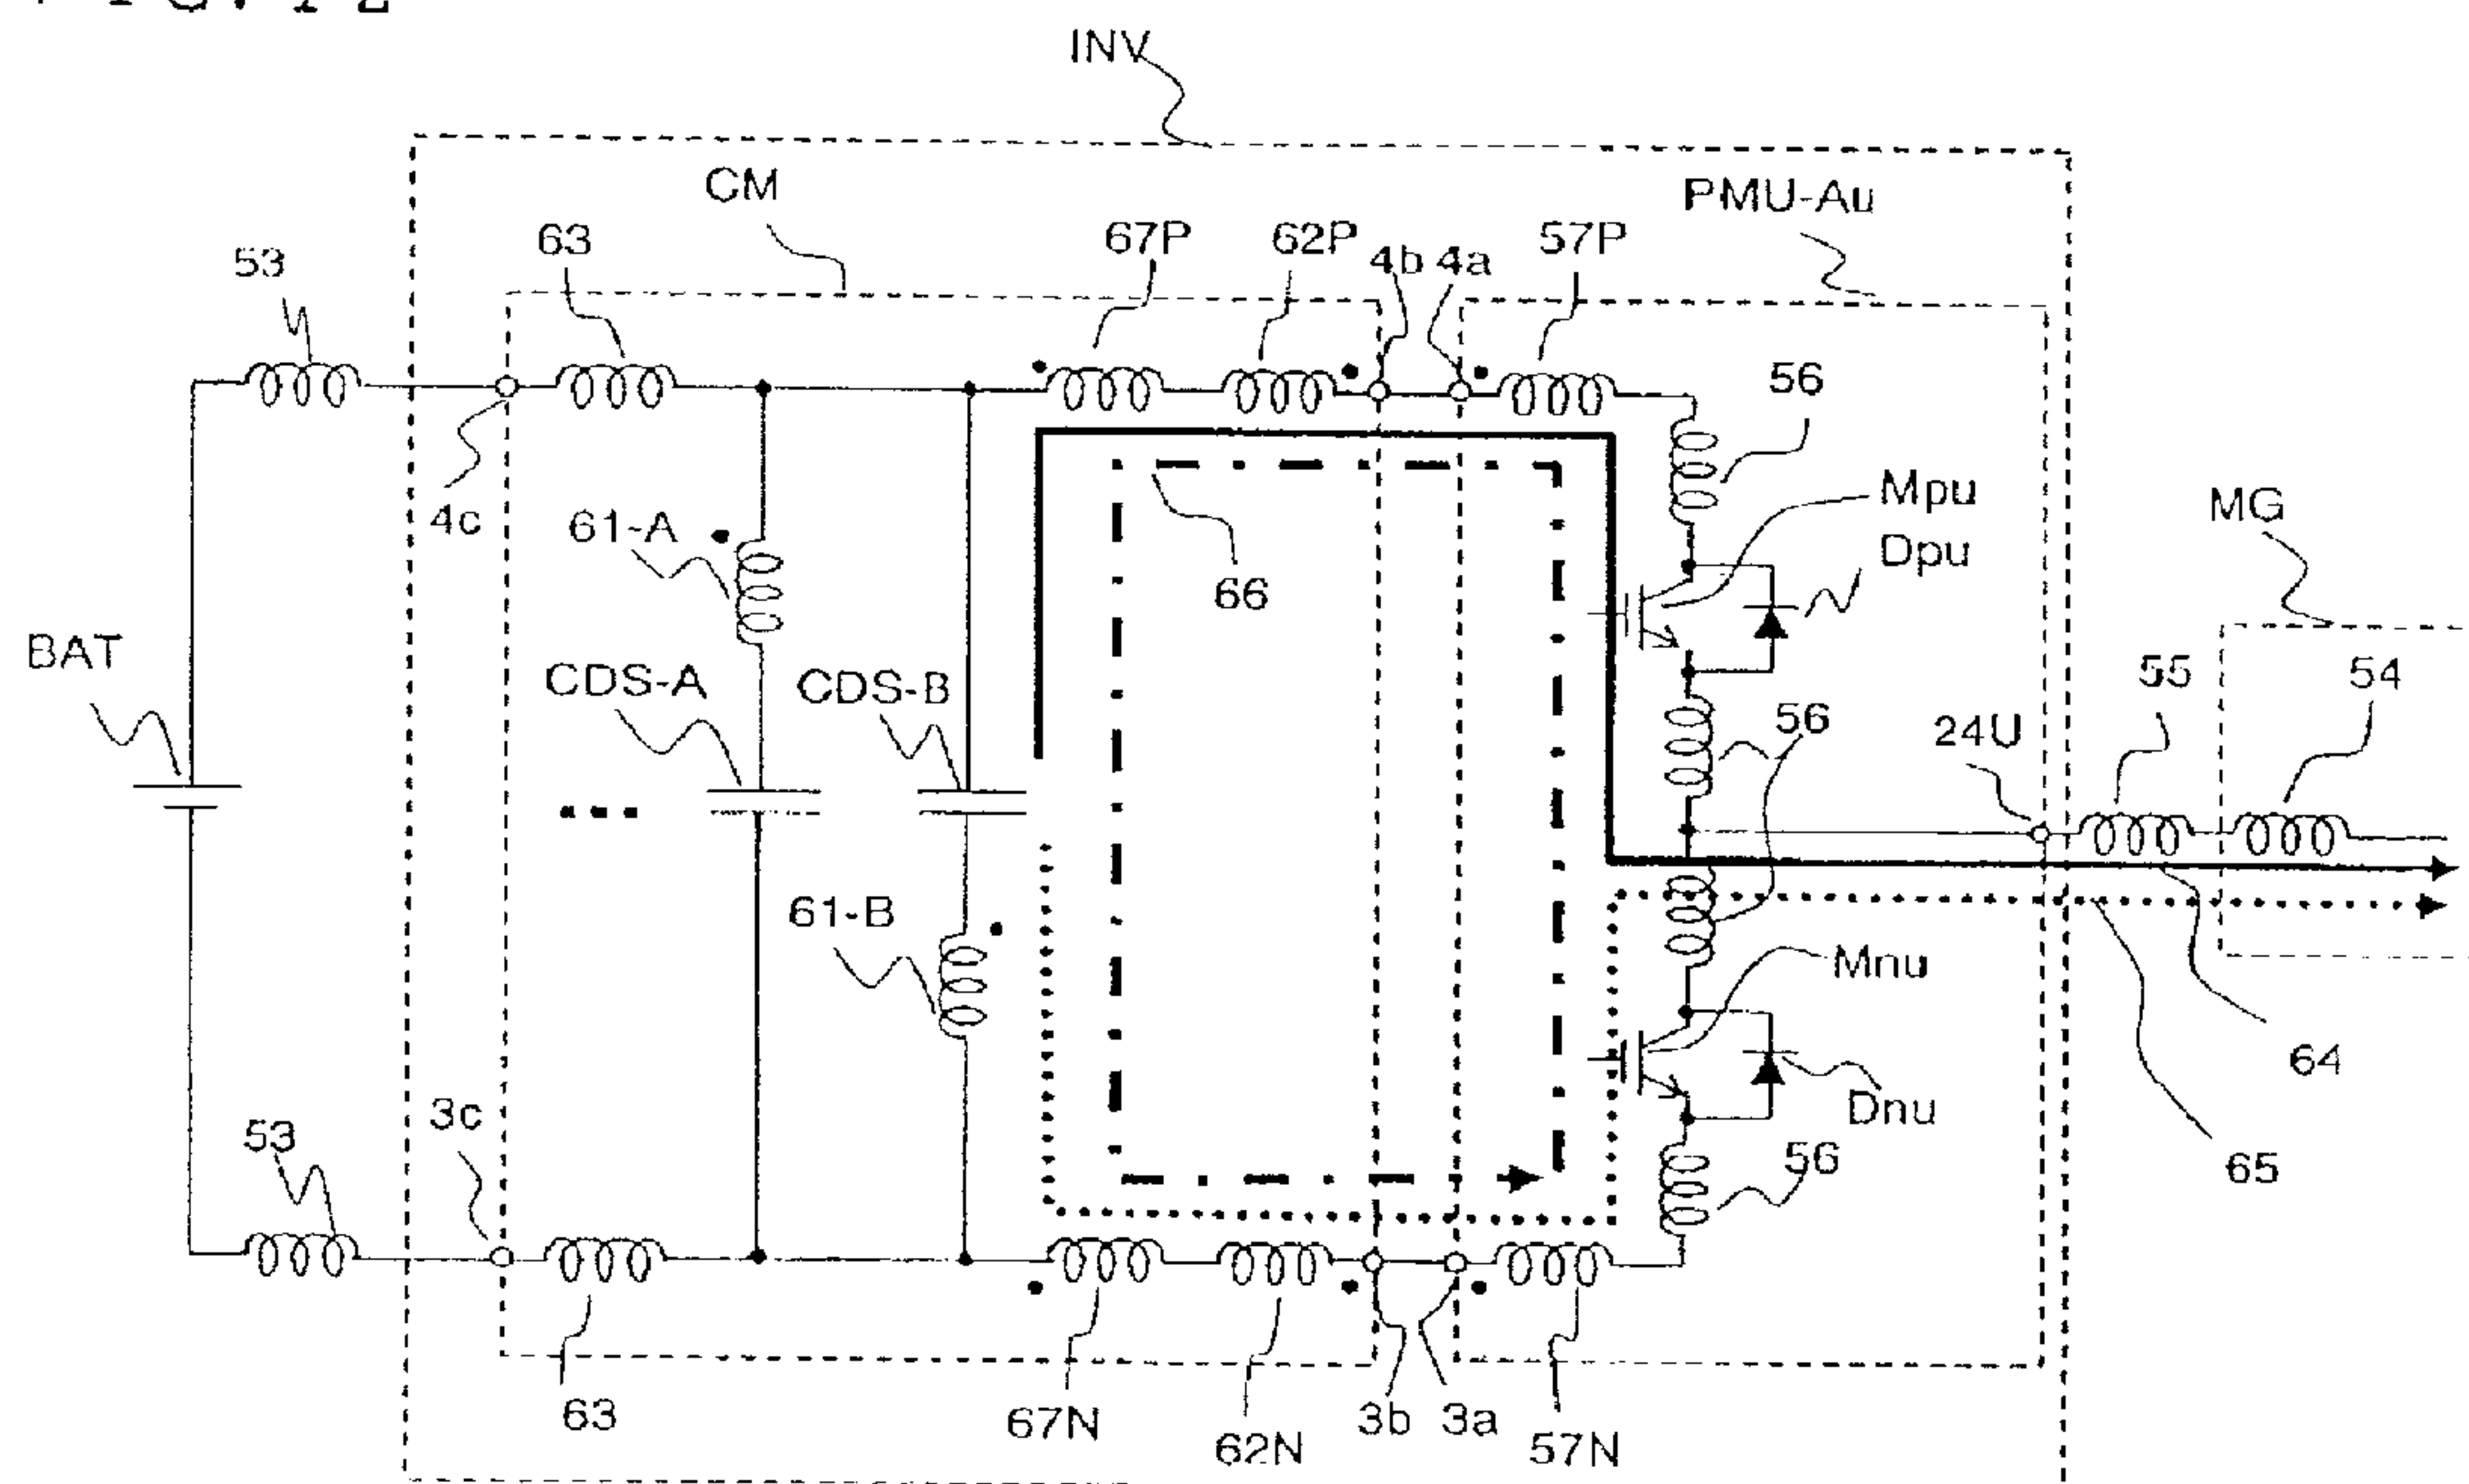 INV
CM
PMU-Au
53
63
67P
62P
4b
4a
57P
56
Mpu
Dpu
MG
4c
61-A
66
BAT
CDS-A
CDS-B
56
24U
55
54
61-B
Mnu
64
3c
Dnu
53
56
65
63
67N
62N
3b
3a
57N